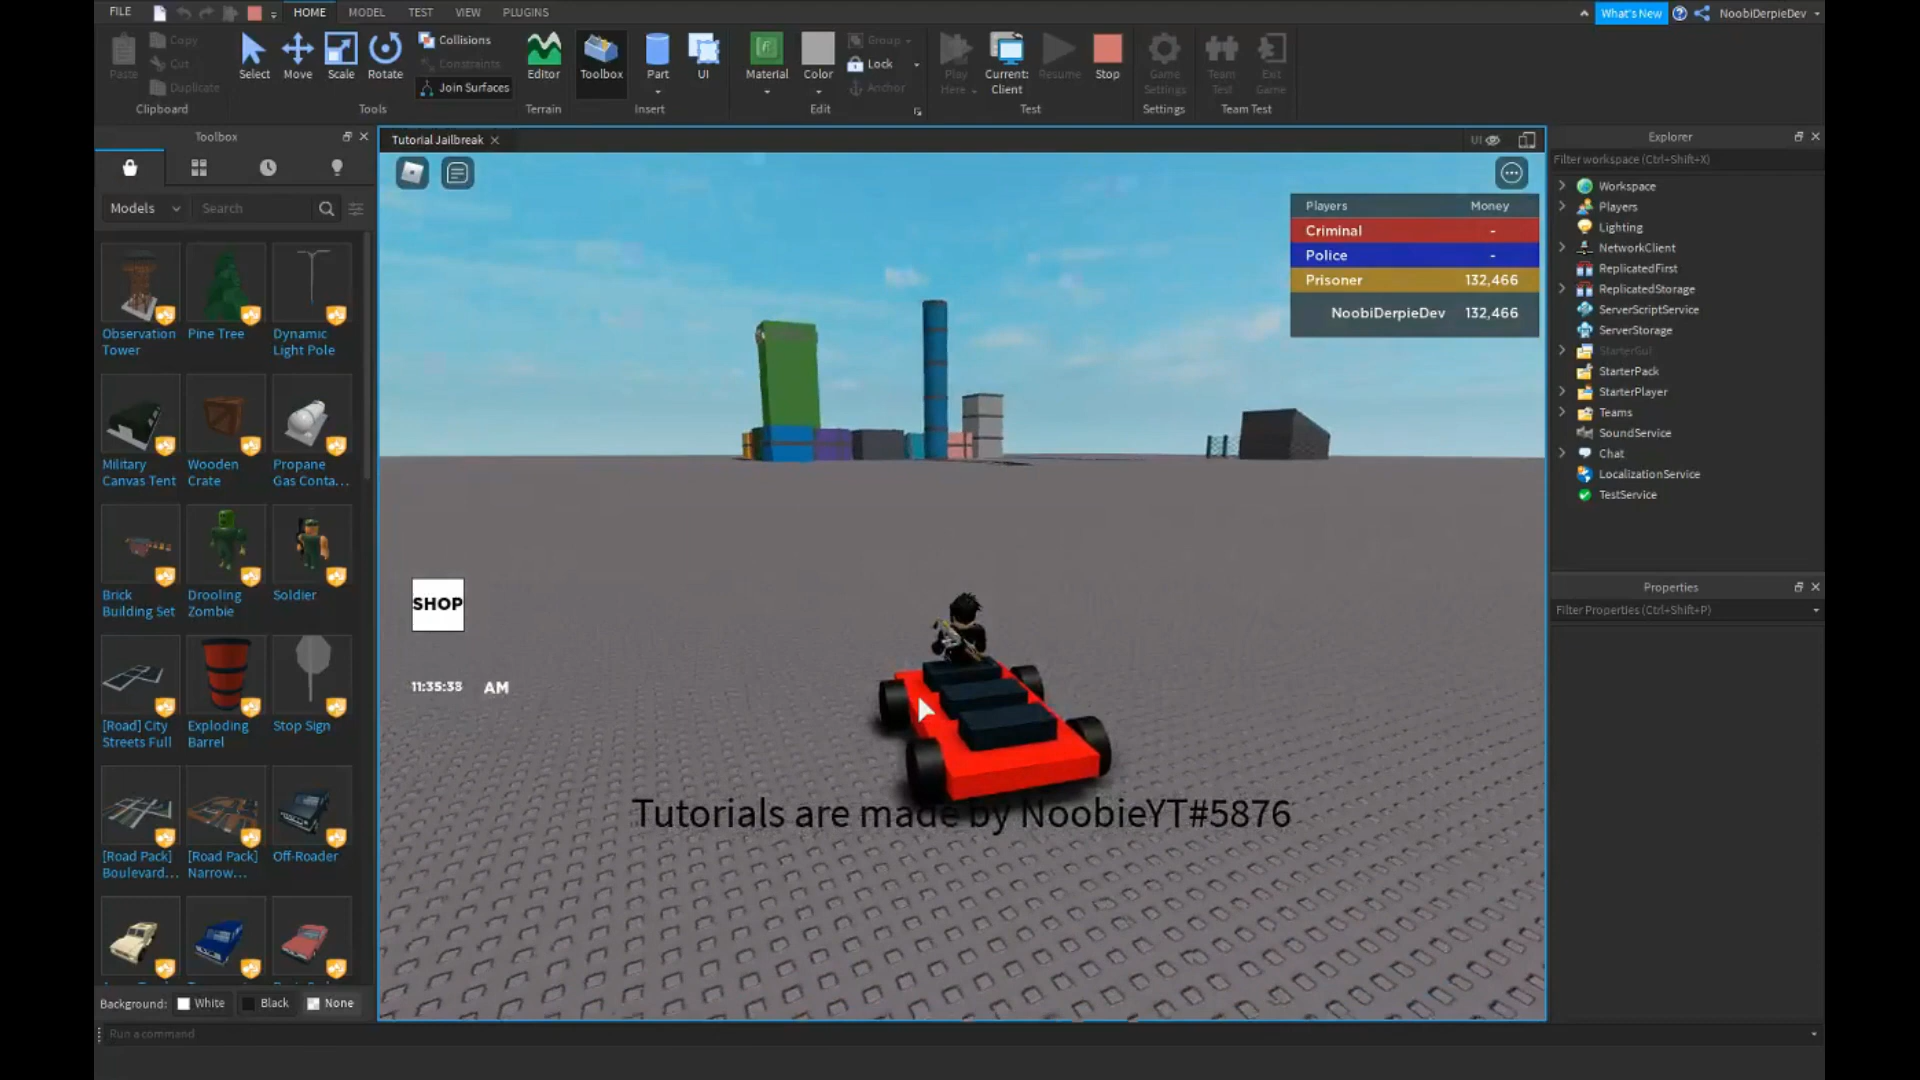 FILE
HOME
MODEL
TEST
VIEW
PLUGINS
What's New
NoobiDerpieDev
Paste
Copy
Cut
Duplicate
Clipboard
Select
Move
Scale
Rotate
Collisions
Constraints
Join Surfaces
Tools
Editor
Terrain
Toolbox
Part
UI
Insert
Material
Color
Group
Lock
Anchor
Edit
Play
Here
Current:
Client
Resume
Stop
Test
Game
Settings
Settings
Team
Test
Exit
Game
Team Test
Toolbox
Models
Search
Observation
Tower
Pine Tree
Dynamic
Light Pole
Military
Canvas Tent
Wooden
Crate
Propane
Gas Conta...
Brick
Building Set
Drooling
Zombie
Soldier
[Road] City
Streets Full
Exploding
Barrel
Stop Sign
[Road Pack]
Boulevard...
[Road Pack]
Narrow...
Off-Roader
Background:
White
Black
None
Run a command
Tutorial Jailbreak
UI
Players Money
Criminal -
Police -
Prisoner 132,466
NoobiDerpieDev 132,466
SHOP
11:35:38 AM
Tutorials are made by NoobieYT#5876
Explorer
Filter workspace (Ctrl+Shift+X)
Workspace
Players
Lighting
NetworkClient
ReplicatedFirst
ReplicatedStorage
ServerScriptService
ServerStorage
StarterGui
StarterPack
StarterPlayer
Teams
SoundService
Chat
LocalizationService
TestService
Properties
Filter Properties (Ctrl+Shift+P)